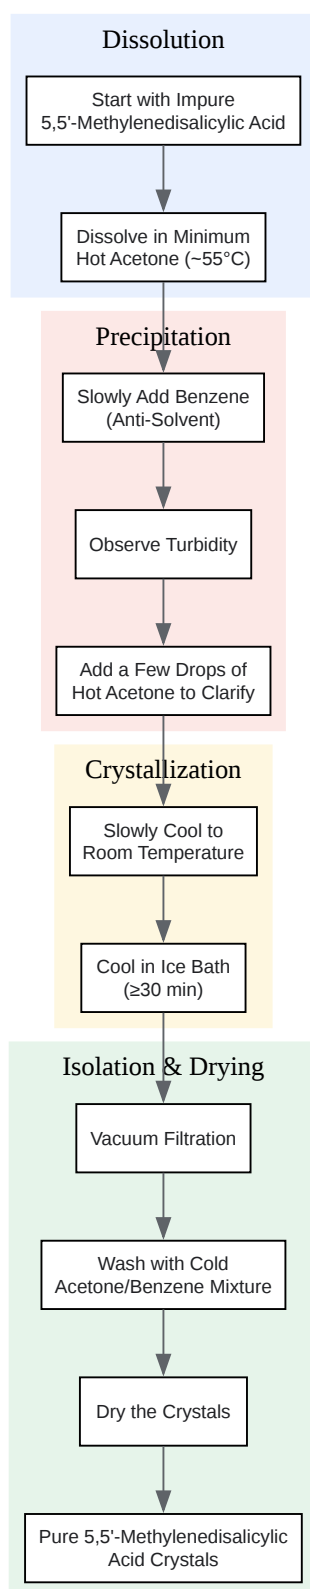 Dissolution
Start with Impure
5,5'-Methylenedisalicylic Acid
Dissolve in Minimum
Hot Acetone (~55°C)
Precipitation
Slowly Add Benzene
(Anti-Solvent)
Observe Turbidity
Add a Few Drops of
Hot Acetone to Clarify
Crystallization
Slowly Cool to
Room Temperature
Cool in Ice Bath
(≥30 min)
Isolation & Drying
Vacuum Filtration
Wash with Cold
Acetone/Benzene Mixture
Dry the Crystals
Pure 5,5'-Methylenedisalicylic
Acid Crystals